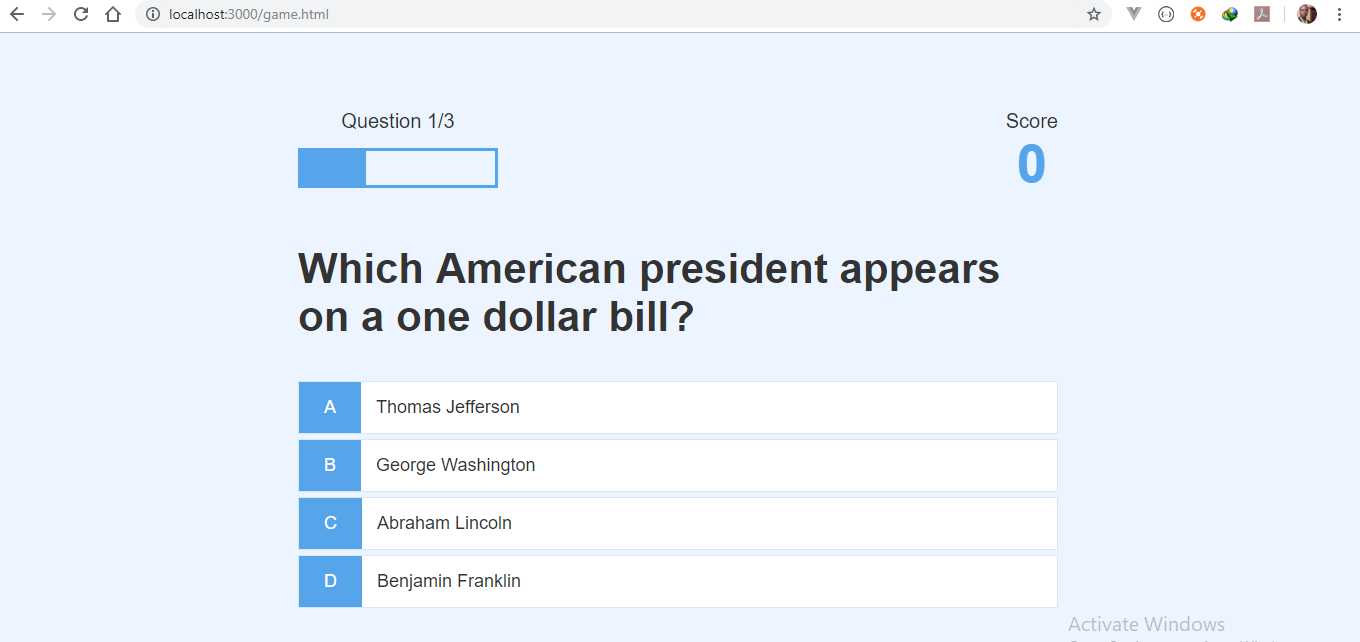 localhost:3000/game.html
Question 1/3
Score
0
Which American president appears
on a one dollar bill?
A Thomas Jefferson
B George Washington
C Abraham Lincoln
D Benjamin Franklin
Activate Windows